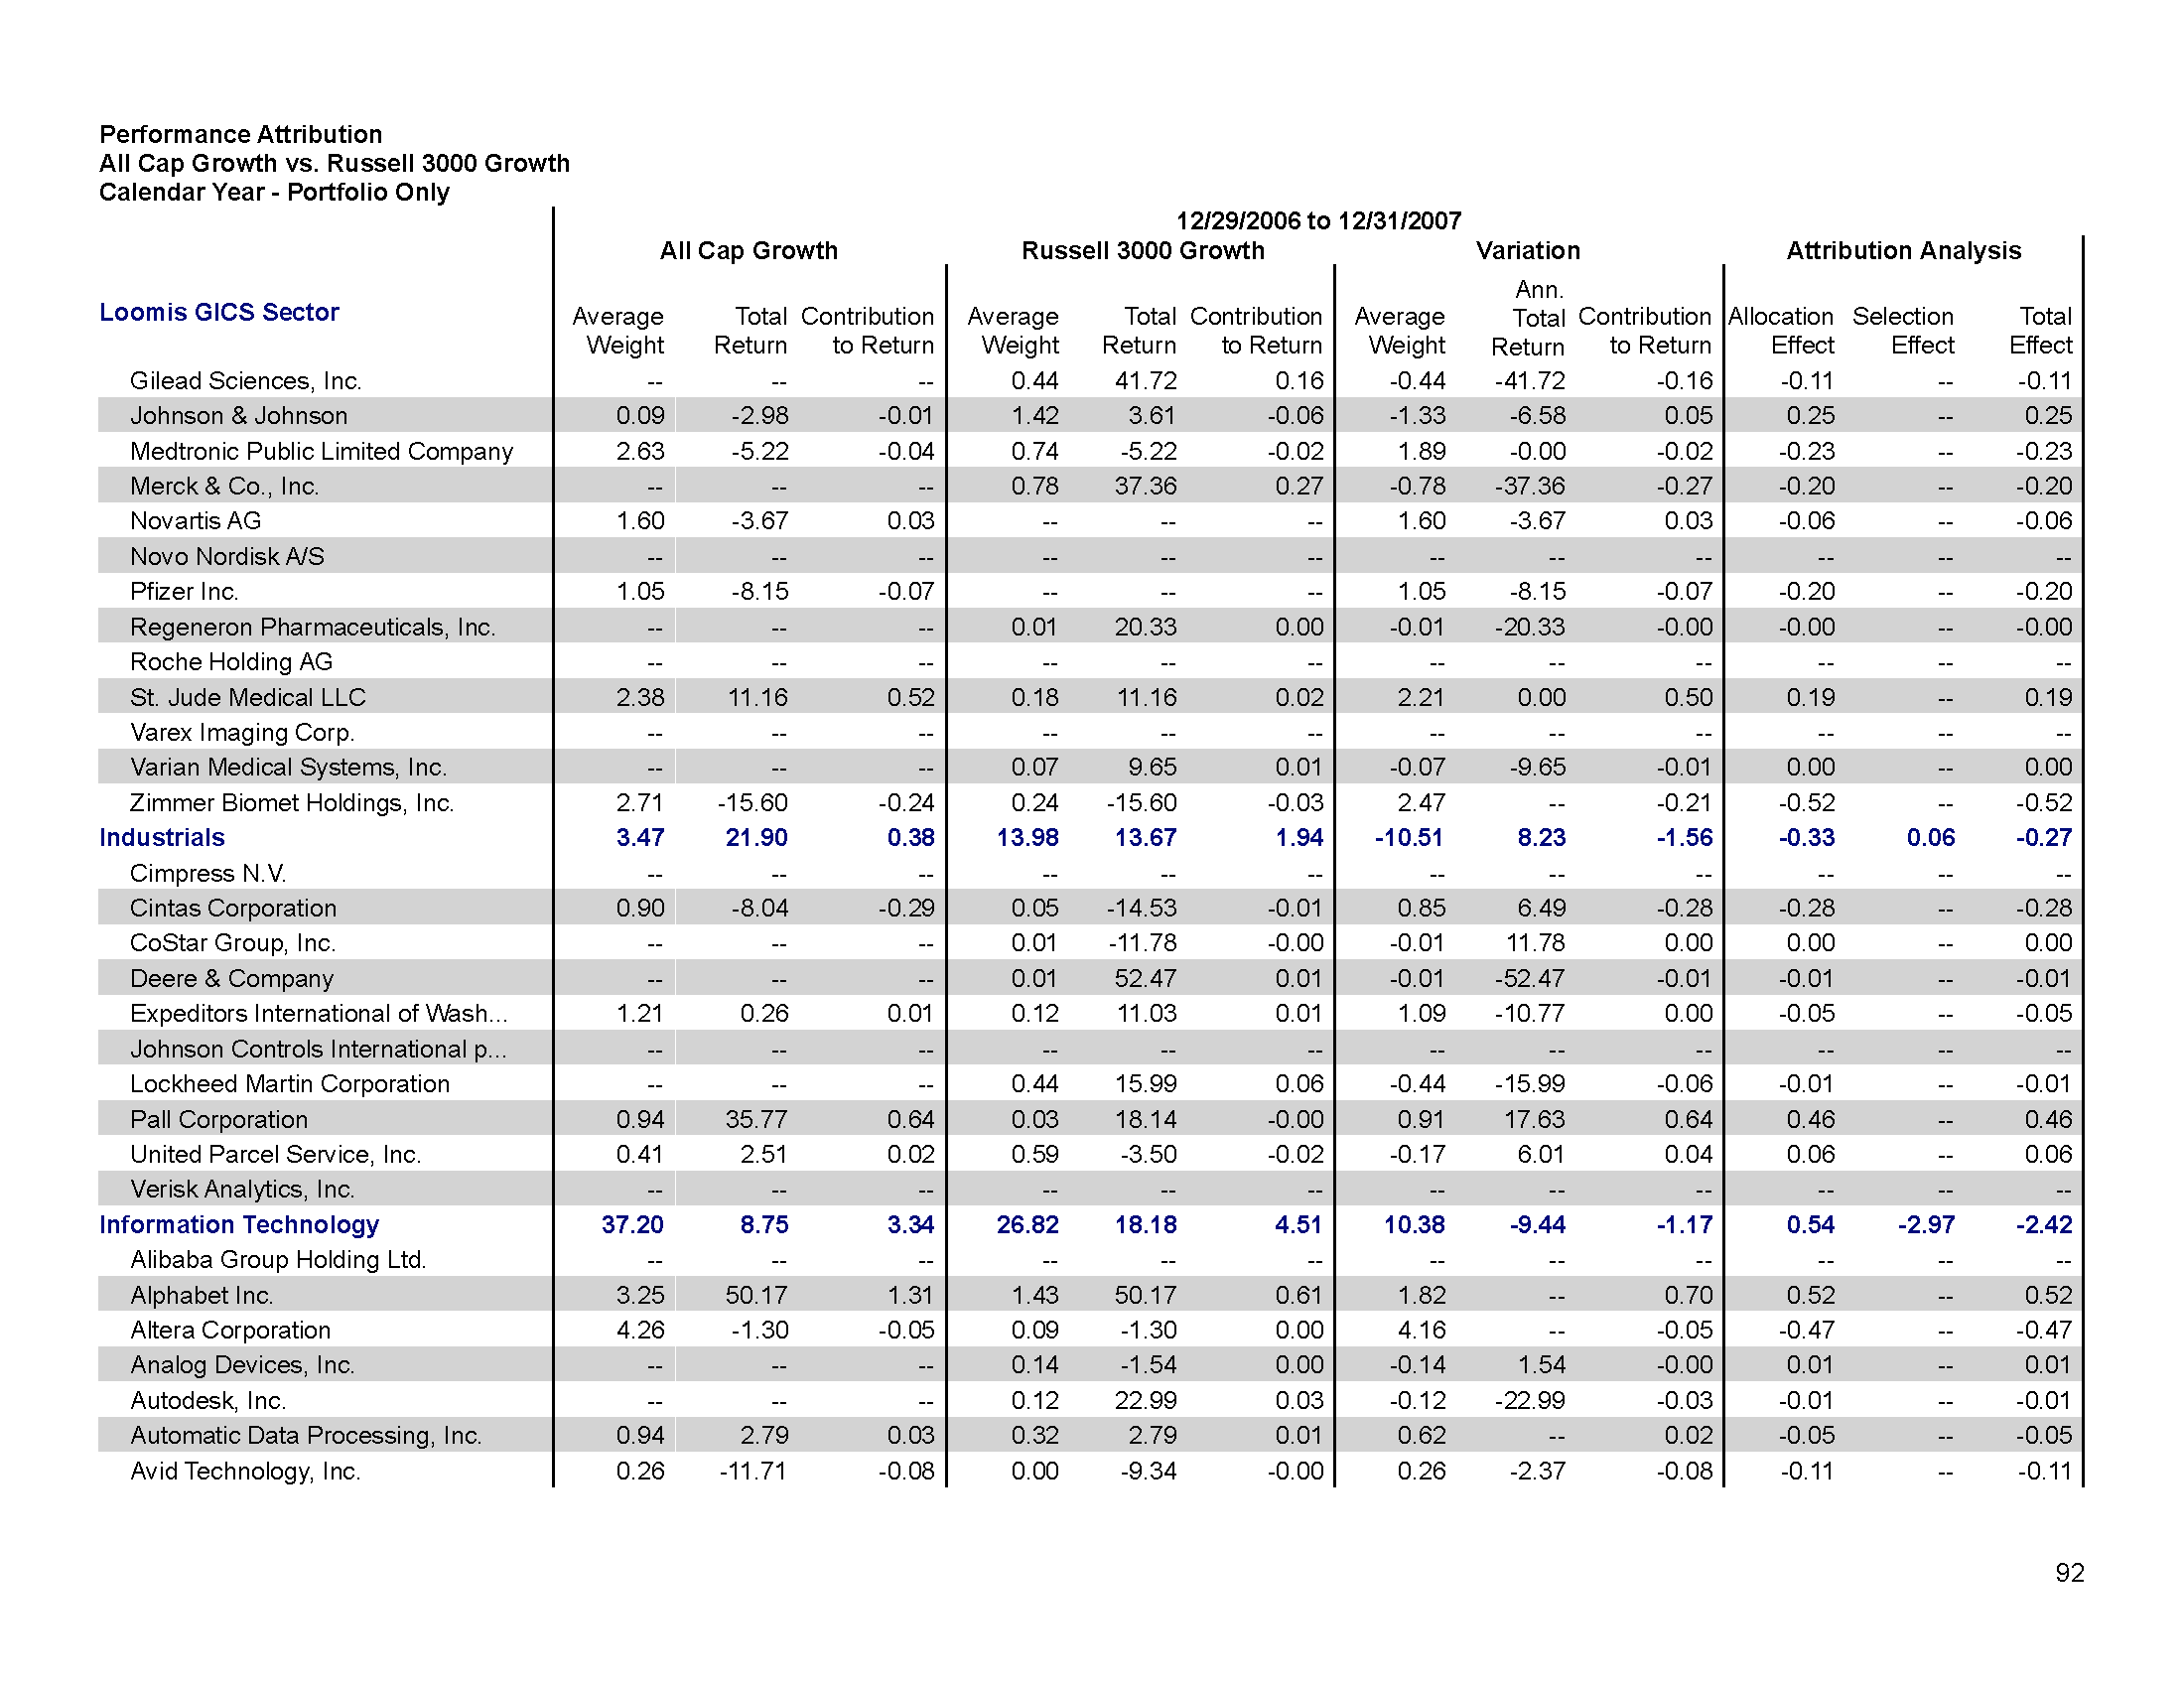 Performance Attribution
All Cap Growth vs. Russell 3000 Growth
Calendar Year - Portfolio Only
12/29/2006 to 12/31/2007
All Cap Growth Russell 3000 Growth Variation Attribution Analysis
Loomis GICS Sector Average Weight Total Return Contribution to Return Average Weight Total Return Contribution to Return Average Weight Ann. Total Return Contribution to Return Allocation Effect Selection Effect Total Effect
Gilead Sciences, Inc. -- -- -- 0.44 41.72 0.16 -0.44 -41.72 -0.16 -0.11 -- -0.11
Johnson & Johnson 0.09 -2.98 -0.01 1.42 3.61 -0.06 -1.33 -6.58 0.05 0.25 -- 0.25
Medtronic Public Limited Company 2.63 -5.22 -0.04 0.74 -5.22 -0.02 1.89 -0.00 -0.02 -0.23 -- -0.23
Merck & Co., Inc. -- -- -- 0.78 37.36 0.27 -0.78 -37.36 -0.27 -0.20 -- -0.20
Novartis AG 1.60 -3.67 0.03 -- -- -- 1.60 -3.67 0.03 -0.06 -- -0.06
Novo Nordisk A/S -- -- -- -- -- -- -- -- -- -- -- --
Pfizer Inc. 1.05 -8.15 -0.07 -- -- -- 1.05 -8.15 -0.07 -0.20 -- -0.20
Regeneron Pharmaceuticals, Inc. -- -- -- 0.01 20.33 0.00 -0.01 -20.33 -0.00 -0.00 -- -0.00
Roche Holding AG -- -- -- -- -- -- -- -- -- -- -- --
St. Jude Medical LLC 2.38 11.16 0.52 0.18 11.16 0.02 2.21 0.00 0.50 0.19 -- 0.19
Varex Imaging Corp. -- -- -- -- -- -- -- -- -- -- -- --
Varian Medical Systems, Inc. -- -- -- 0.07 9.65 0.01 -0.07 -9.65 -0.01 0.00 -- 0.00
Zimmer Biomet Holdings, Inc. 2.71 -15.60 -0.24 0.24 -15.60 -0.03 2.47 -- -0.21 -0.52 -- -0.52
Industrials 3.47 21.90 0.38 13.98 13.67 1.94 -10.51 8.23 -1.56 -0.33 0.06 -0.27
Cimpress N.V. -- -- -- -- -- -- -- -- -- -- -- --
Cintas Corporation 0.90 -8.04 -0.29 0.05 -14.53 -0.01 0.85 6.49 -0.28 -0.28 -- -0.28
CoStar Group, Inc. -- -- -- 0.01 -11.78 -0.00 -0.01 11.78 0.00 0.00 -- 0.00
Deere & Company -- -- -- 0.01 52.47 0.01 -0.01 -52.47 -0.01 -0.01 -- -0.01
Expeditors International of Wash... 1.21 0.26 0.01 0.12 11.03 0.01 1.09 -10.77 0.00 -0.05 -- -0.05
Johnson Controls International p... -- -- -- -- -- -- -- -- -- -- -- --
Lockheed Martin Corporation -- -- -- 0.44 15.99 0.06 -0.44 -15.99 -0.06 -0.01 -- -0.01
Pall Corporation 0.94 35.77 0.64 0.03 18.14 -0.00 0.91 17.63 0.64 0.46 -- 0.46
United Parcel Service, Inc. 0.41 2.51 0.02 0.59 -3.50 -0.02 -0.17 6.01 0.04 0.06 -- 0.06
Verisk Analytics, Inc. -- -- -- -- -- -- -- -- -- -- -- --
Information Technology 37.20 8.75 3.34 26.82 18.18 4.51 10.38 -9.44 -1.17 0.54 -2.97 -2.42
Alibaba Group Holding Ltd. -- -- -- -- -- -- -- -- -- -- -- --
Alphabet Inc. 3.25 50.17 1.31 1.43 50.17 0.61 1.82 -- 0.70 0.52 -- 0.52
Altera Corporation 4.26 -1.30 -0.05 0.09 -1.30 0.00 4.16 -- -0.05 -0.47 -- -0.47
Analog Devices, Inc. -- -- -- 0.14 -1.54 0.00 -0.14 1.54 -0.00 0.01 -- 0.01
Autodesk, Inc. -- -- -- 0.12 22.99 0.03 -0.12 -22.99 -0.03 -0.01 -- -0.01
Automatic Data Processing, Inc. 0.94 2.79 0.03 0.32 2.79 0.01 0.62 -- 0.02 -0.05 -- -0.05
Avid Technology, Inc. 0.26 -11.71 -0.08 0.00 -9.34 -0.00 0.26 -2.37 -0.08 -0.11 -- -0.11
92